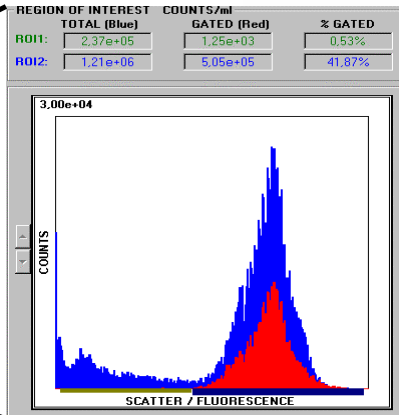 REGION OF INTEREST COUNTS/ml
TOTAL (Blue) GATED (Red) % GATED
ROI1: 2,37e+05 1,25e+03 0,53%
ROI2: 1,21e+06 5,05e+05 41,87%
3,00e+04
COUNTS
SCATTER / FLUORESCENCE